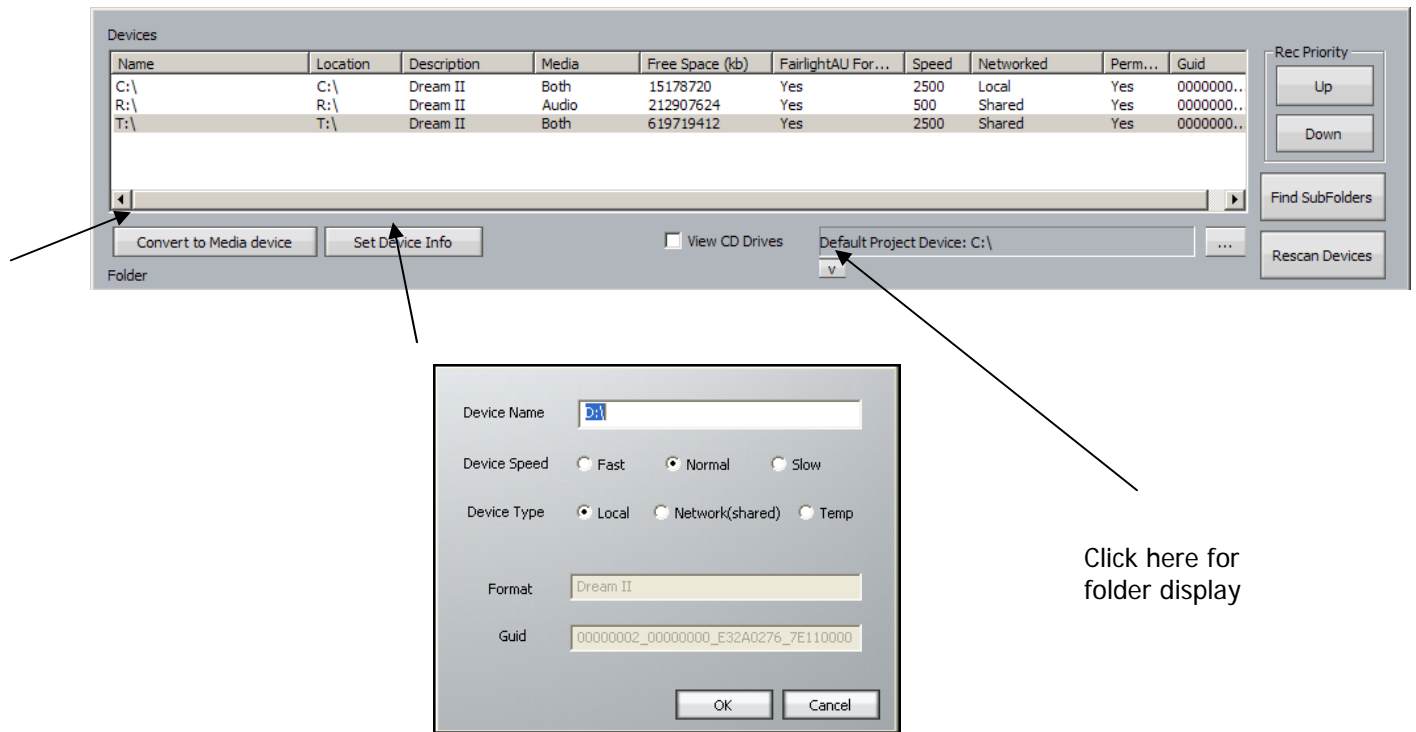 Devices
Name Location Description Media Free Space (kb) FairlightAU For... Speed Networked Perm... Guid
C:\ C:\ Dream II Both 15178720 Yes 2500 Local Yes 0000000...
R:\ R:\ Dream II Audio 212907624 Yes 500 Shared Yes 0000000...
T:\ T:\ Dream II Both 619719412 Yes 2500 Shared Yes 0000000...
Rec Priority
Up
Down
Find SubFolders
Convert to Media device Set Device Info View CD Drives Default Project Device: C:\ ...
v
Rescan Devices
Folder
Device Name D:\
Device Speed Fast Normal Slow
Device Type Local Network(shared) Temp
Format Dream II
Guid 00000002_00000000_E32A0276_7E110000
OK Cancel
Click here for
folder display